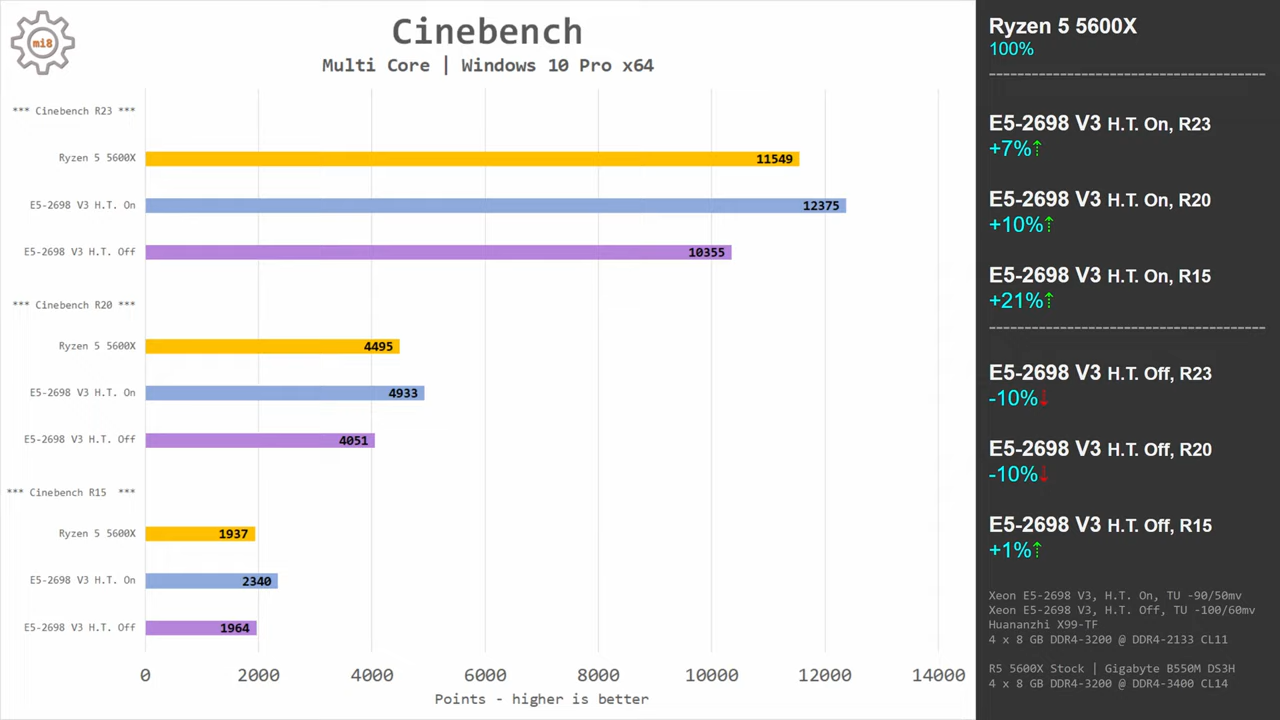 mi8
Cinebench
Multi Core | Windows 10 Pro x64
*** Cinebench R23 ***
Ryzen 5 5600X 11549
E5-2698 V3 H.T. On 12375
E5-2698 V3 H.T. Off 10355
*** Cinebench R20 ***
Ryzen 5 5600X 4495
E5-2698 V3 H.T. On 4933
E5-2698 V3 H.T. Off 4051
*** Cinebench R15 ***
Ryzen 5 5600X 1937
E5-2698 V3 H.T. On 2340
E5-2698 V3 H.T. Off 1964
0 2000 4000 6000 8000 10000 12000 14000
Points - higher is better
Ryzen 5 5600X
100%
---------------------------------------
E5-2698 V3 H.T. On, R23
+7%↑
E5-2698 V3 H.T. On, R20
+10%↑
E5-2698 V3 H.T. On, R15
+21%↑
---------------------------------------
E5-2698 V3 H.T. Off, R23
-10%↓
E5-2698 V3 H.T. Off, R20
-10%↓
E5-2698 V3 H.T. Off, R15
+1%↑
Xeon E5-2698 V3, H.T. On, TU -90/50mv
Xeon E5-2698 V3, H.T. Off, TU -100/60mv
Huananzhi X99-TF
4 x 8 GB DDR4-3200 @ DDR4-2133 CL11
R5 5600X Stock | Gigabyte B550M DS3H
4 x 8 GB DDR4-3200 @ DDR4-3400 CL14